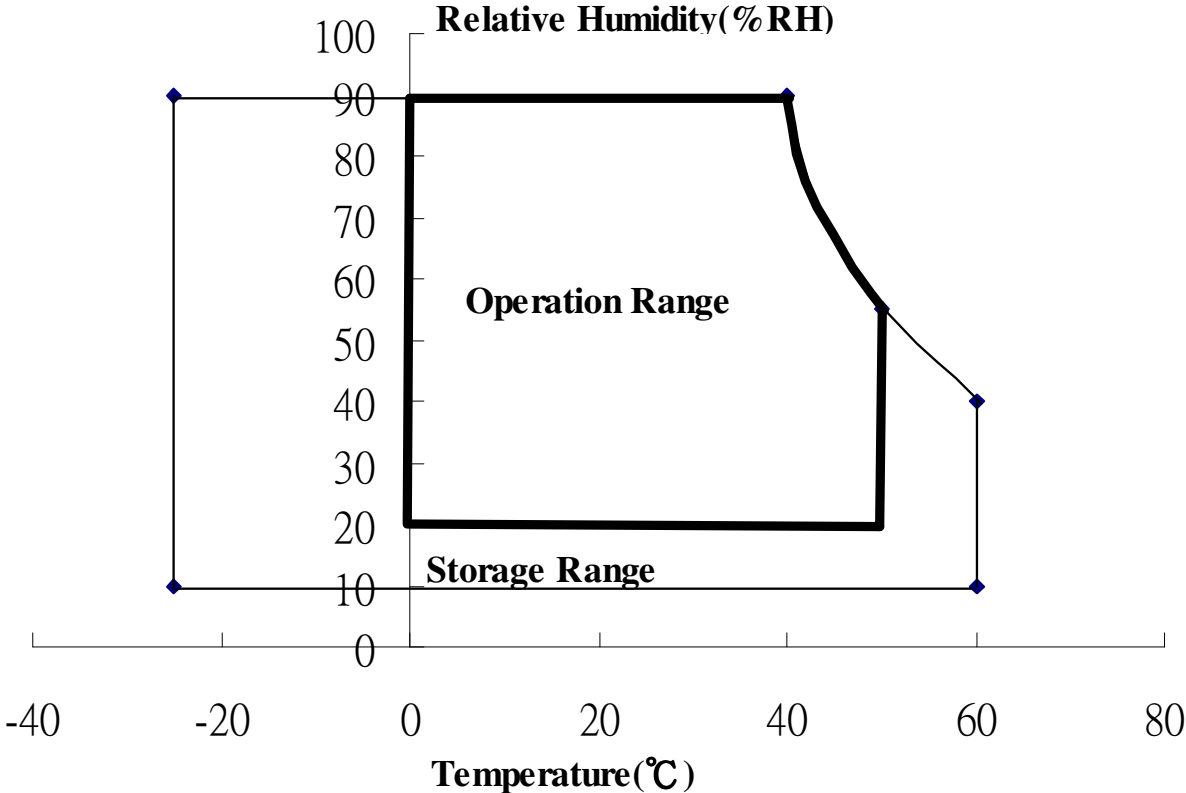 Relative Humidity(%RH)
100
90
80
70
60
Operation Range
50
40
30
20
Storage Range
10
0
-40 -20 0 20 40 60 80
Temperature(℃)